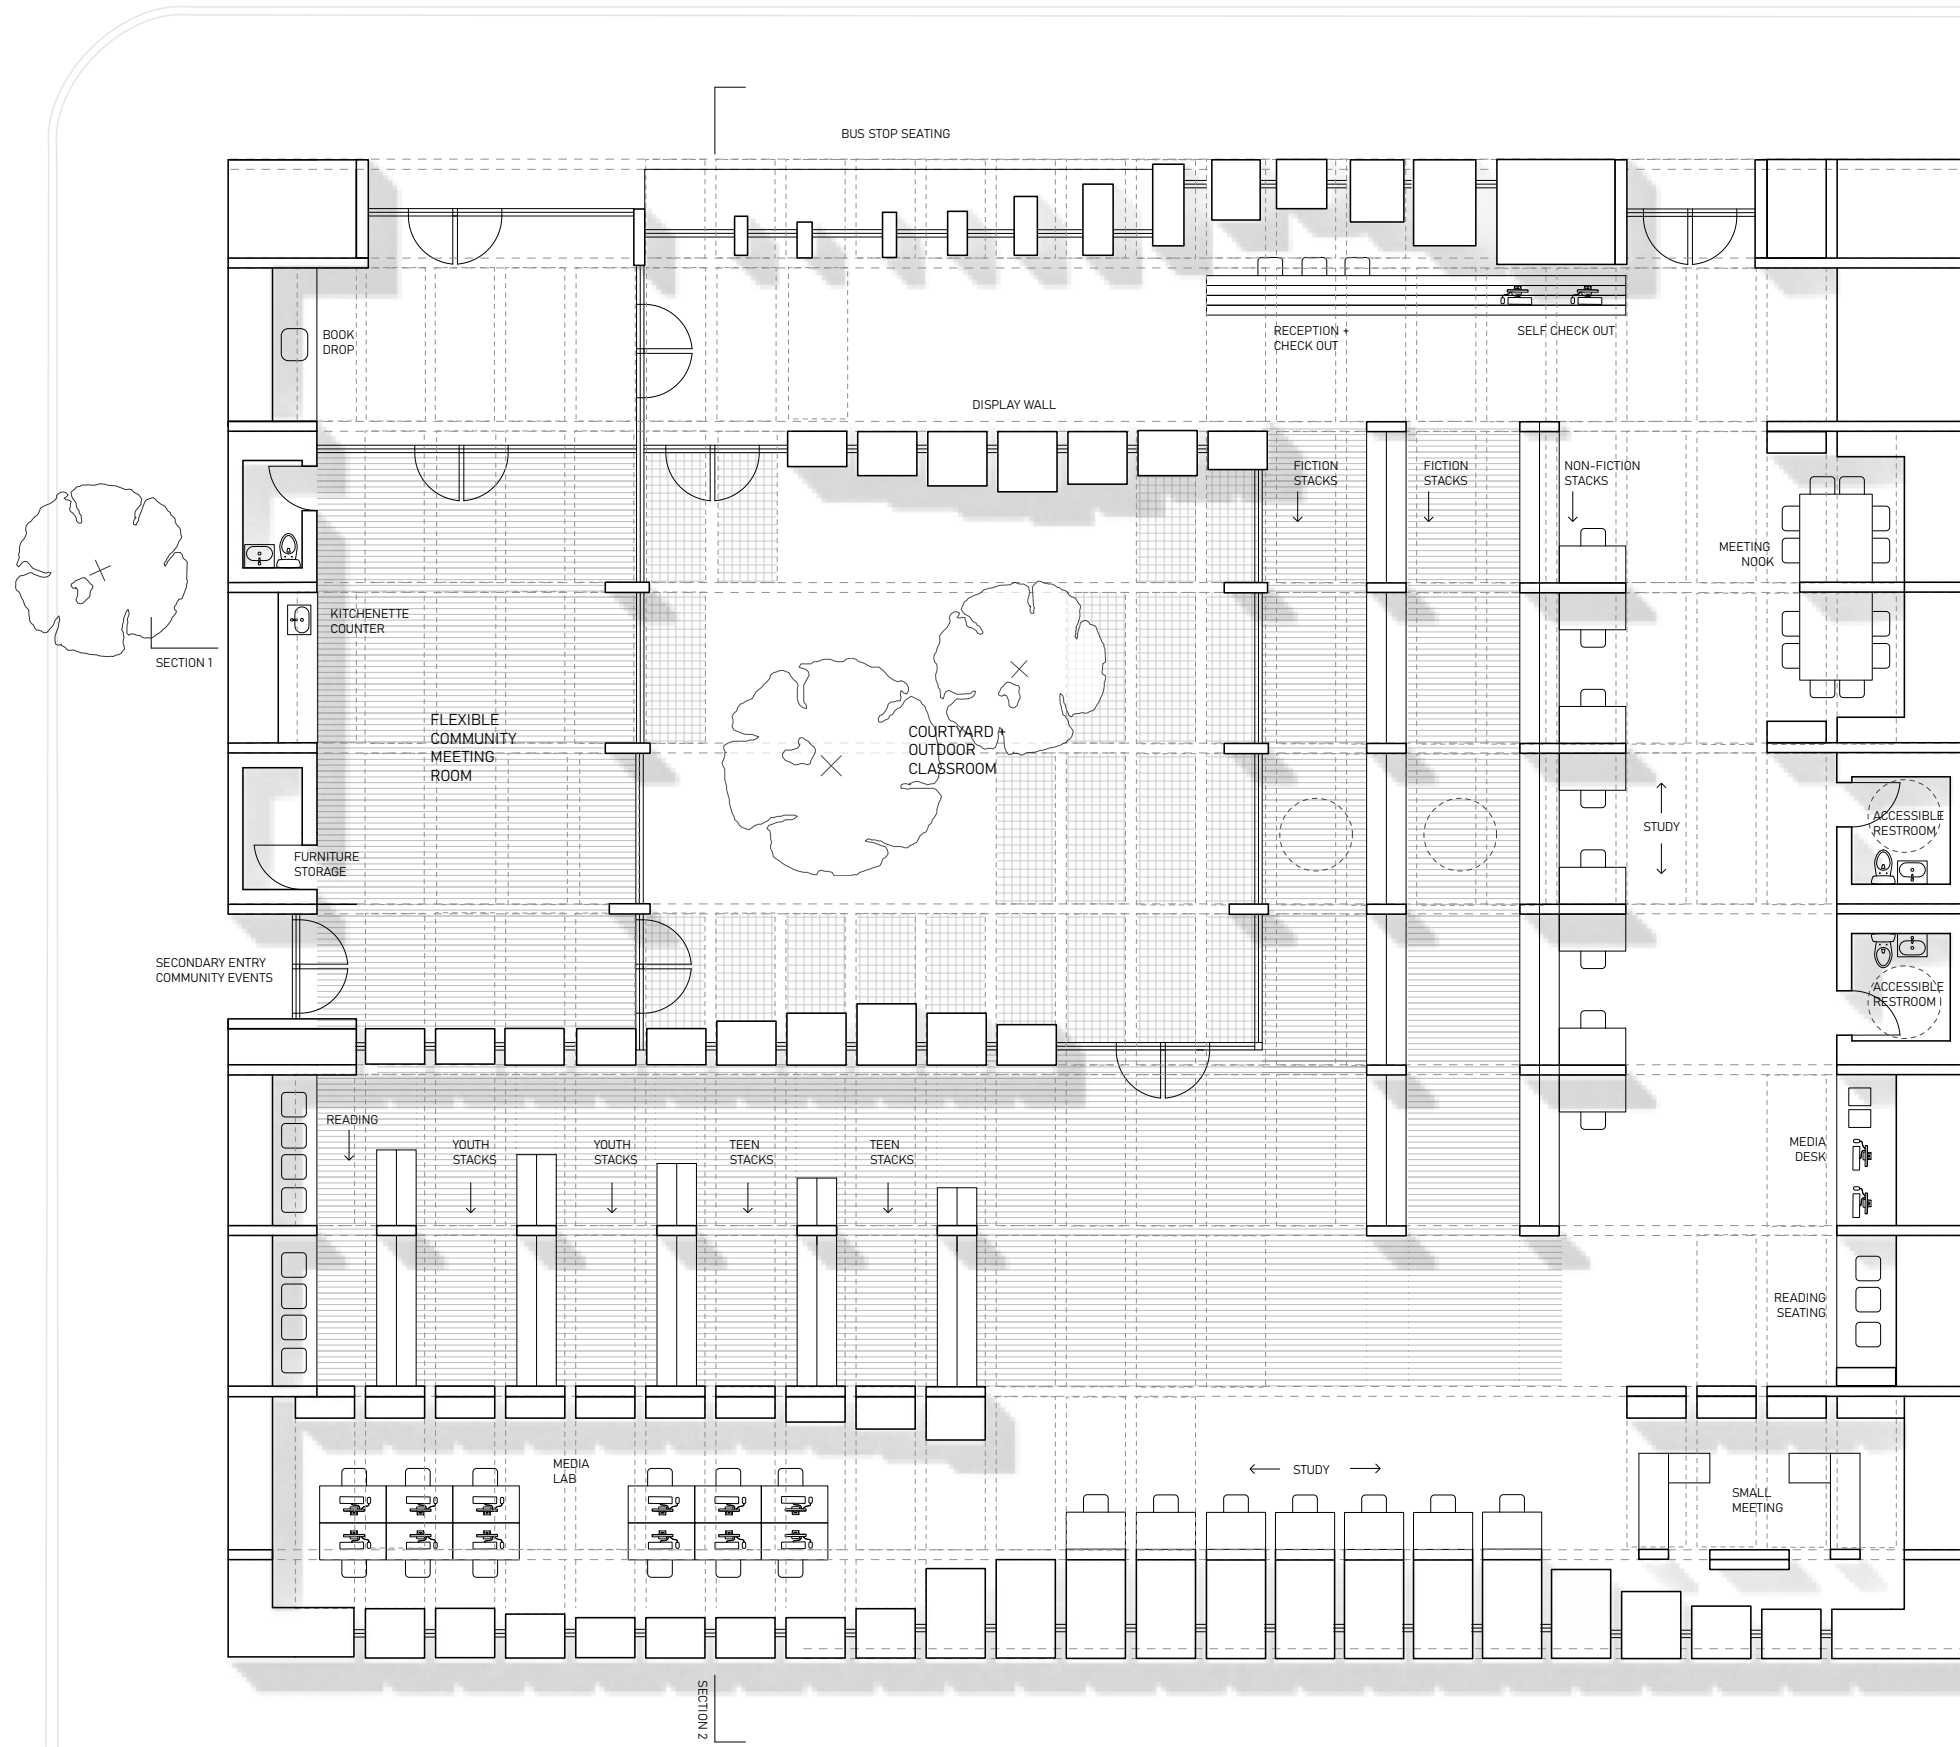 BUS STOP SEATING
BOOK
DROP
RECEPTION +
CHECK OUT
SELF CHECK OUT
DISPLAY WALL
FICTION
STACKS
FICTION
STACKS
NON-FICTION
STACKS
MEETING
NOOK
KITCHENETTE
COUNTER
SECTION 1
FLEXIBLE
COMMUNITY
MEETING
ROOM
COURTYARD +
OUTDOOR
CLASSROOM
ACCESSIBLE
RESTROOM
STUDY
FURNITURE
STORAGE
SECONDARY ENTRY
COMMUNITY EVENTS
ACCESSIBLE
RESTROOM
READING
YOUTH
STACKS
YOUTH
STACKS
TEEN
STACKS
TEEN
STACKS
MEDIA
DESK
READING
SEATING
MEDIA
LAB
STUDY
SMALL
MEETING
SECTION 2